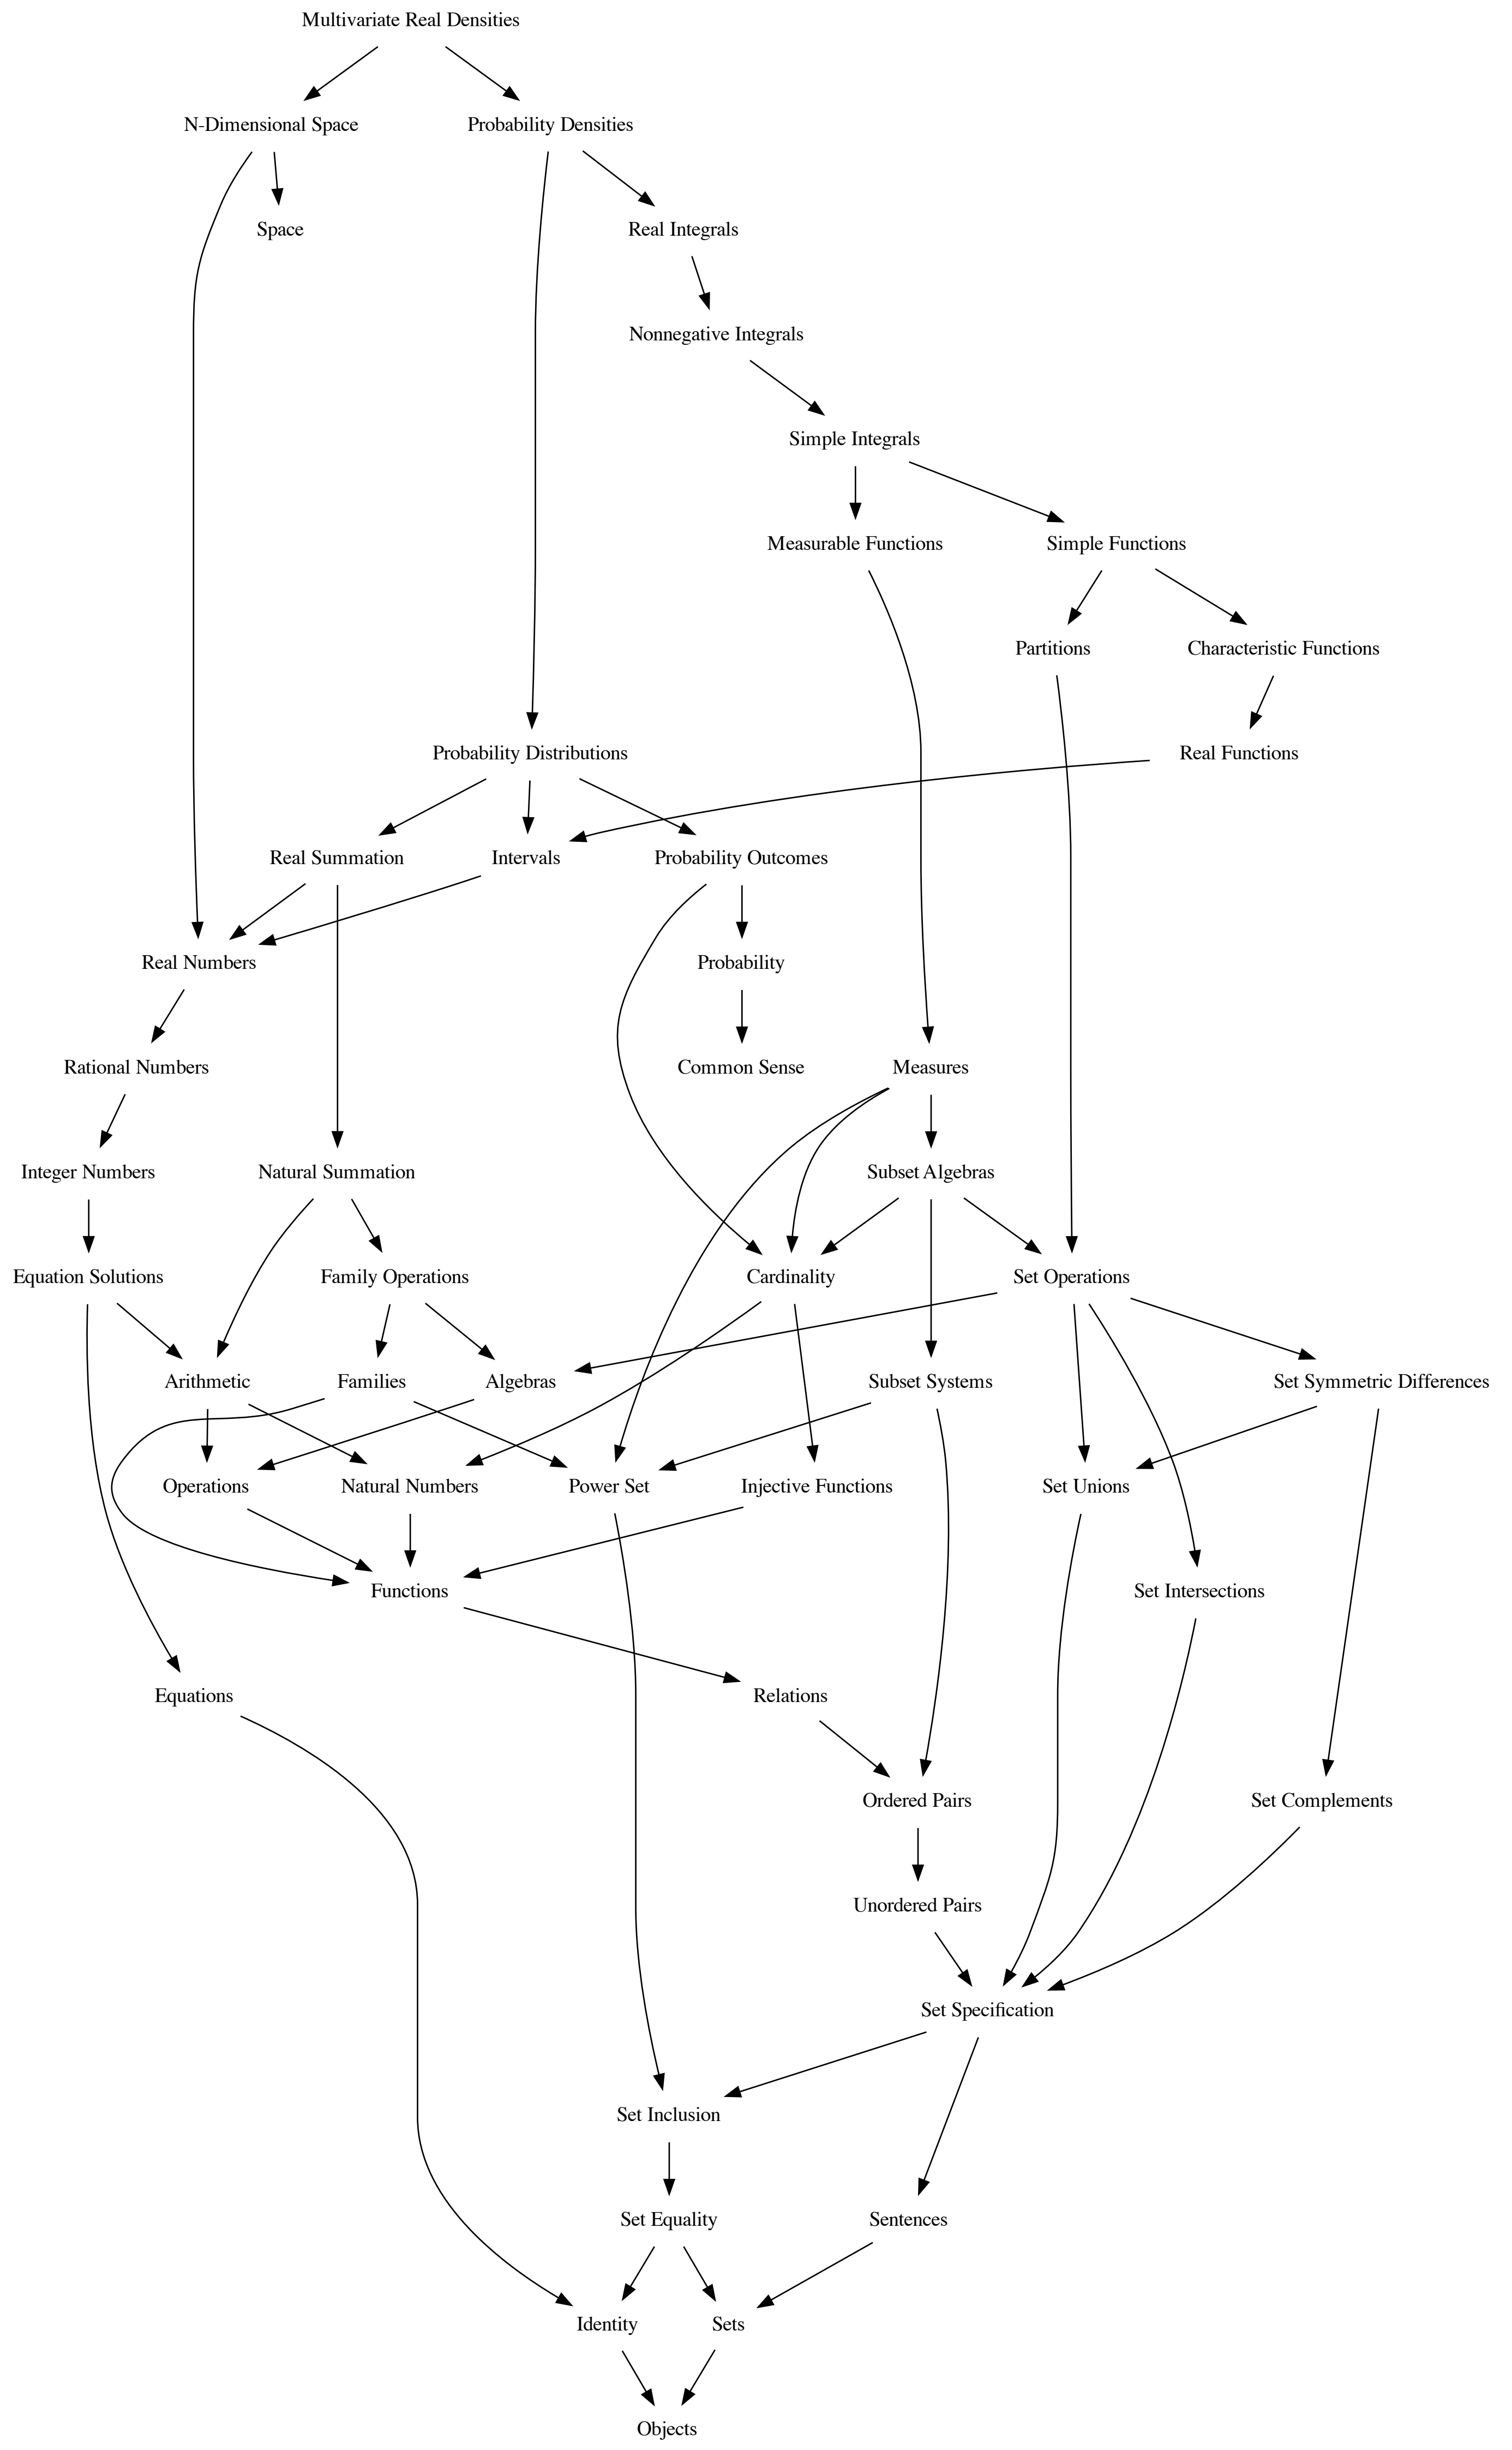 Multivariate Real Densities
N-Dimensional Space
Probability Densities
Space
Real Integrals
Nonnegative Integrals
Simple Integrals
Measurable Functions
Simple Functions
Partitions
Characteristic Functions
Probability Distributions
Real Functions
Real Summation
Intervals
Probability Outcomes
Real Numbers
Probability
Rational Numbers
Common Sense
Measures
Integer Numbers
Natural Summation
Subset Algebras
Equation Solutions
Family Operations
Cardinality
Set Operations
Arithmetic
Families
Algebras
Subset Systems
Set Symmetric Differences
Operations
Natural Numbers
Power Set
Injective Functions
Set Unions
Functions
Set Intersections
Equations
Relations
Ordered Pairs
Set Complements
Unordered Pairs
Set Specification
Set Inclusion
Set Equality
Sentences
Identity
Sets
Objects